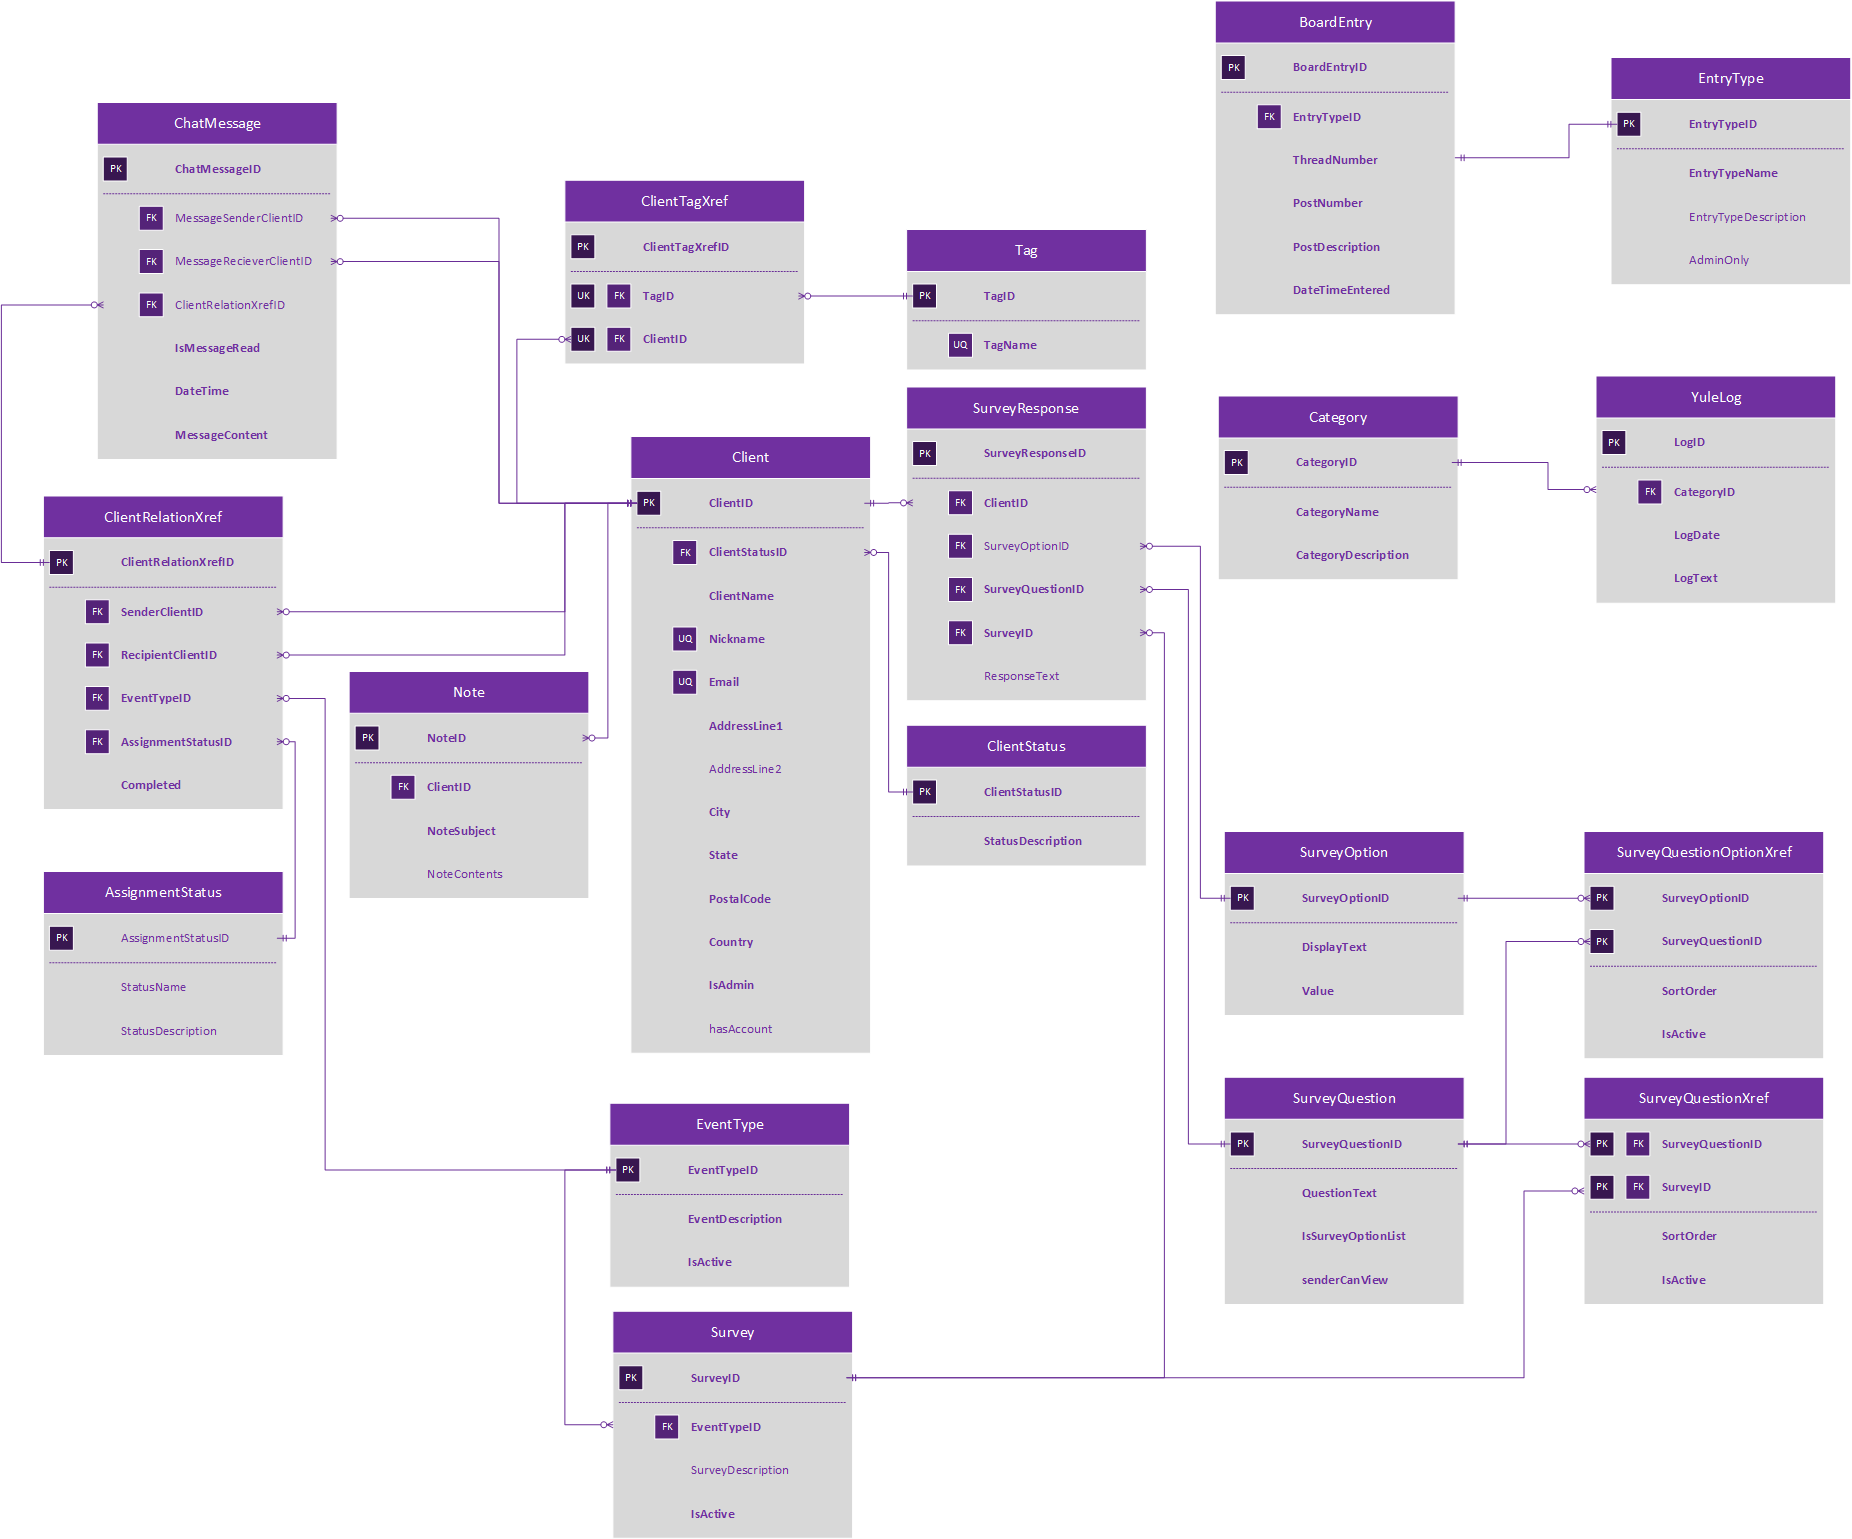 BoardEntry
PK BoardEntryID
FK EntryTypeID
ThreadNumber
PostNumber
PostDescription
DateTimeEntered
EntryType
PK EntryTypeID
EntryTypeName
EntryTypeDescription
AdminOnly
ChatMessage
PK ChatMessageID
FK MessageSenderClientID
FK MessageRecieverClientID
FK ClientRelationXrefID
IsMessageRead
DateTime
MessageContent
ClientTagXref
PK ClientTagXrefID
UK FK TagID
UK FK ClientID
Tag
PK TagID
UQ TagName
SurveyResponse
PK SurveyResponseID
FK ClientID
FK SurveyOptionID
FK SurveyQuestionID
FK SurveyID
ResponseText
Category
PK CategoryID
CategoryName
CategoryDescription
YuleLog
PK LogID
FK CategoryID
LogDate
LogText
Client
PK ClientID
FK ClientStatusID
ClientName
UQ Nickname
UQ Email
AddressLine1
AddressLine2
City
State
PostalCode
Country
IsAdmin
hasAccount
ClientRelationXref
PK ClientRelationXrefID
FK SenderClientID
FK RecipientClientID
FK EventTypeID
FK AssignmentStatusID
Completed
Note
PK NoteID
FK ClientID
NoteSubject
NoteContents
ClientStatus
PK ClientStatusID
StatusDescription
AssignmentStatus
PK AssignmentStatusID
StatusName
StatusDescription
SurveyOption
PK SurveyOptionID
DisplayText
Value
SurveyQuestionOptionXref
PK SurveyOptionID
PK SurveyQuestionID
SortOrder
IsActive
SurveyQuestion
PK SurveyQuestionID
QuestionText
IsSurveyOptionList
senderCanView
SurveyQuestionXref
PK FK SurveyQuestionID
PK FK SurveyID
SortOrder
IsActive
EventType
PK EventTypeID
EventDescription
IsActive
Survey
PK SurveyID
FK EventTypeID
SurveyDescription
IsActive